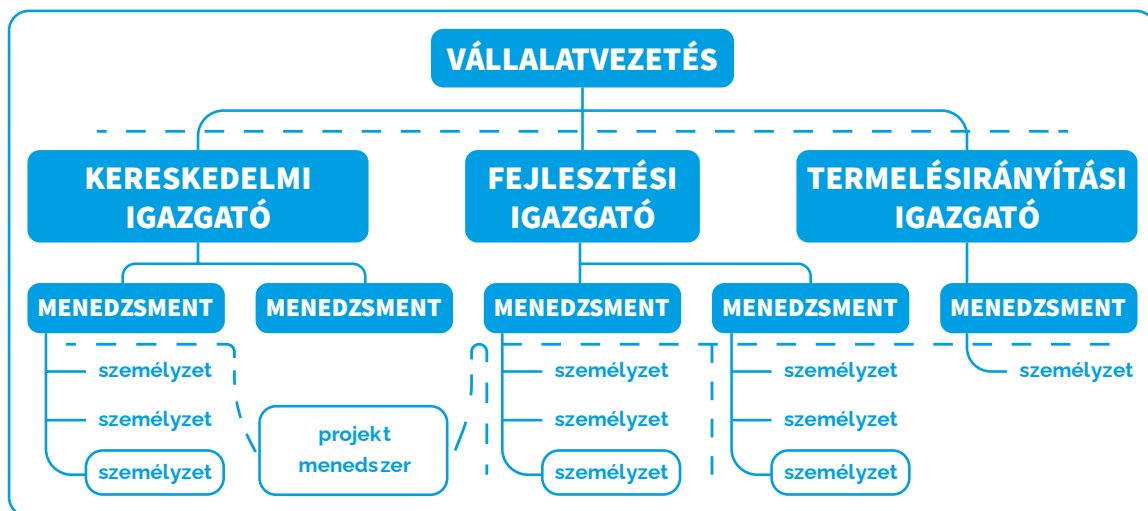 VÁLLALATVEZETÉS
KERESKEDELMI
IGAZGATÓ
FEJLESZTÉSI
IGAZGATÓ
TERMELÉSIRÁNYÍTÁSI
IGAZGATÓ
MENEDZSMENT
MENEDZSMENT
MENEDZSMENT
MENEDZSMENT
MENEDZSMENT
személyzet
személyzet
személyzet
személyzet
személyzet
személyzet
személyzet
projekt
menedszer
személyzet
személyzet
személyzet